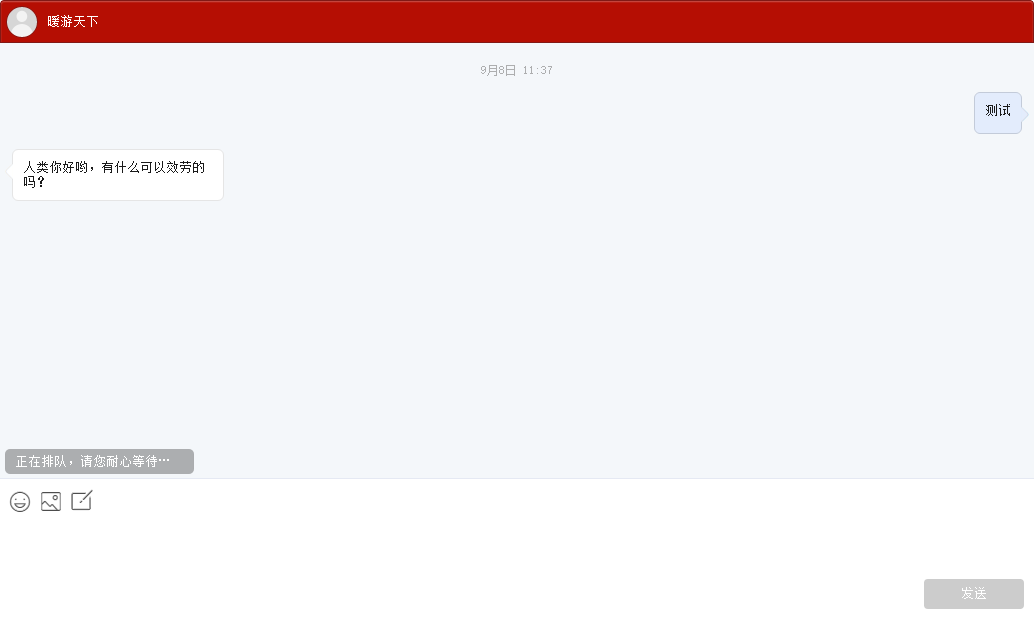 暖游天下
9月8日 11:37
测试
人类你好哟，有什么可以效劳的
吗？
正在排队，请您耐心等待…
发送